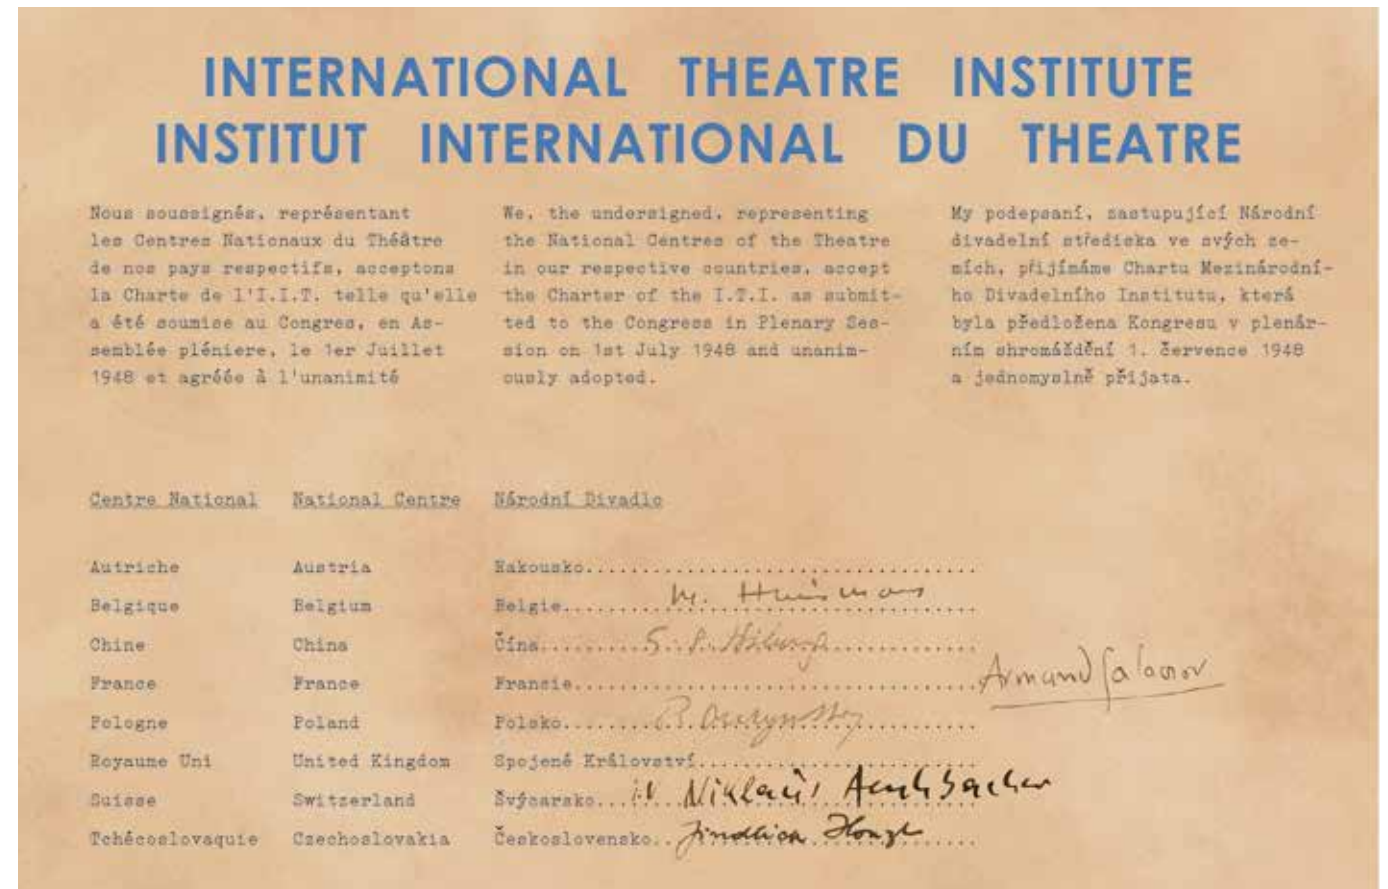 INTERNATIONAL THEATRE INSTITUTE
INSTITUT INTERNATIONAL DU THEATRE
Nous soussignés, représentant
les Centres Nationaux du Théâtre
de nos pays respectifs, acceptons
la Charte de l'I.I.T. telle qu'elle
a été soumise au Congres, en As-
semblée pléniere, le 1er Juillet
1948 et agréée à l'unanimité
We, the undersigned, representing
the National Centres of the Theatre
in our respective countries, accept
the Charter of the I.T.I. as submit-
ted to the Congress in Plenary Ses-
sion on 1st July 1948 and unanim-
ously adopted.
My podepsaní, zastupující Národní
divadelní střediska ve svých ze-
mích, přijímáme Chartu Mezinárodní-
ho Divadelního Institutu, která
byla předložena Kongresu v plenár-
ním shromáždění 1. července 1948
a jednomyslně přijata.
Centre National National Centre Národní Divadlo
Autriche Austria Rakousko..................................
Belgique Belgium Belgie.......... M. Huisman
Chine China Čína..........
France France Francie.................................. Armand Salacrou
Pologne Poland Polsko..........
Royaume Uni United Kingdom Spojené Království.........................
Suisse Switzerland Švýcarsko... Niklaus
Tchécoslovaquie Czechoslovakia Československo.. Jindřich Honzl